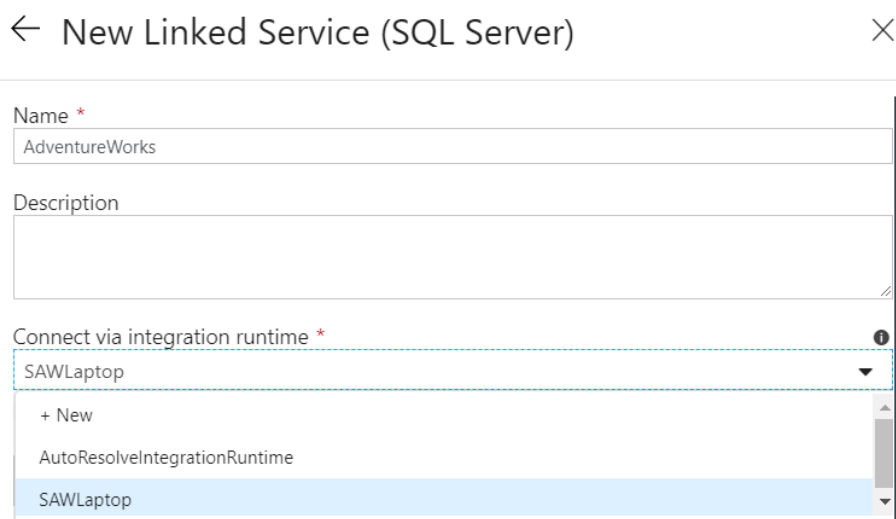 New Linked Service (SQL Server)
Name *
AdventureWorks
Description
Connect via integration runtime *
SAWLaptop
+ New
AutoResolveIntegrationRuntime
SAWLaptop